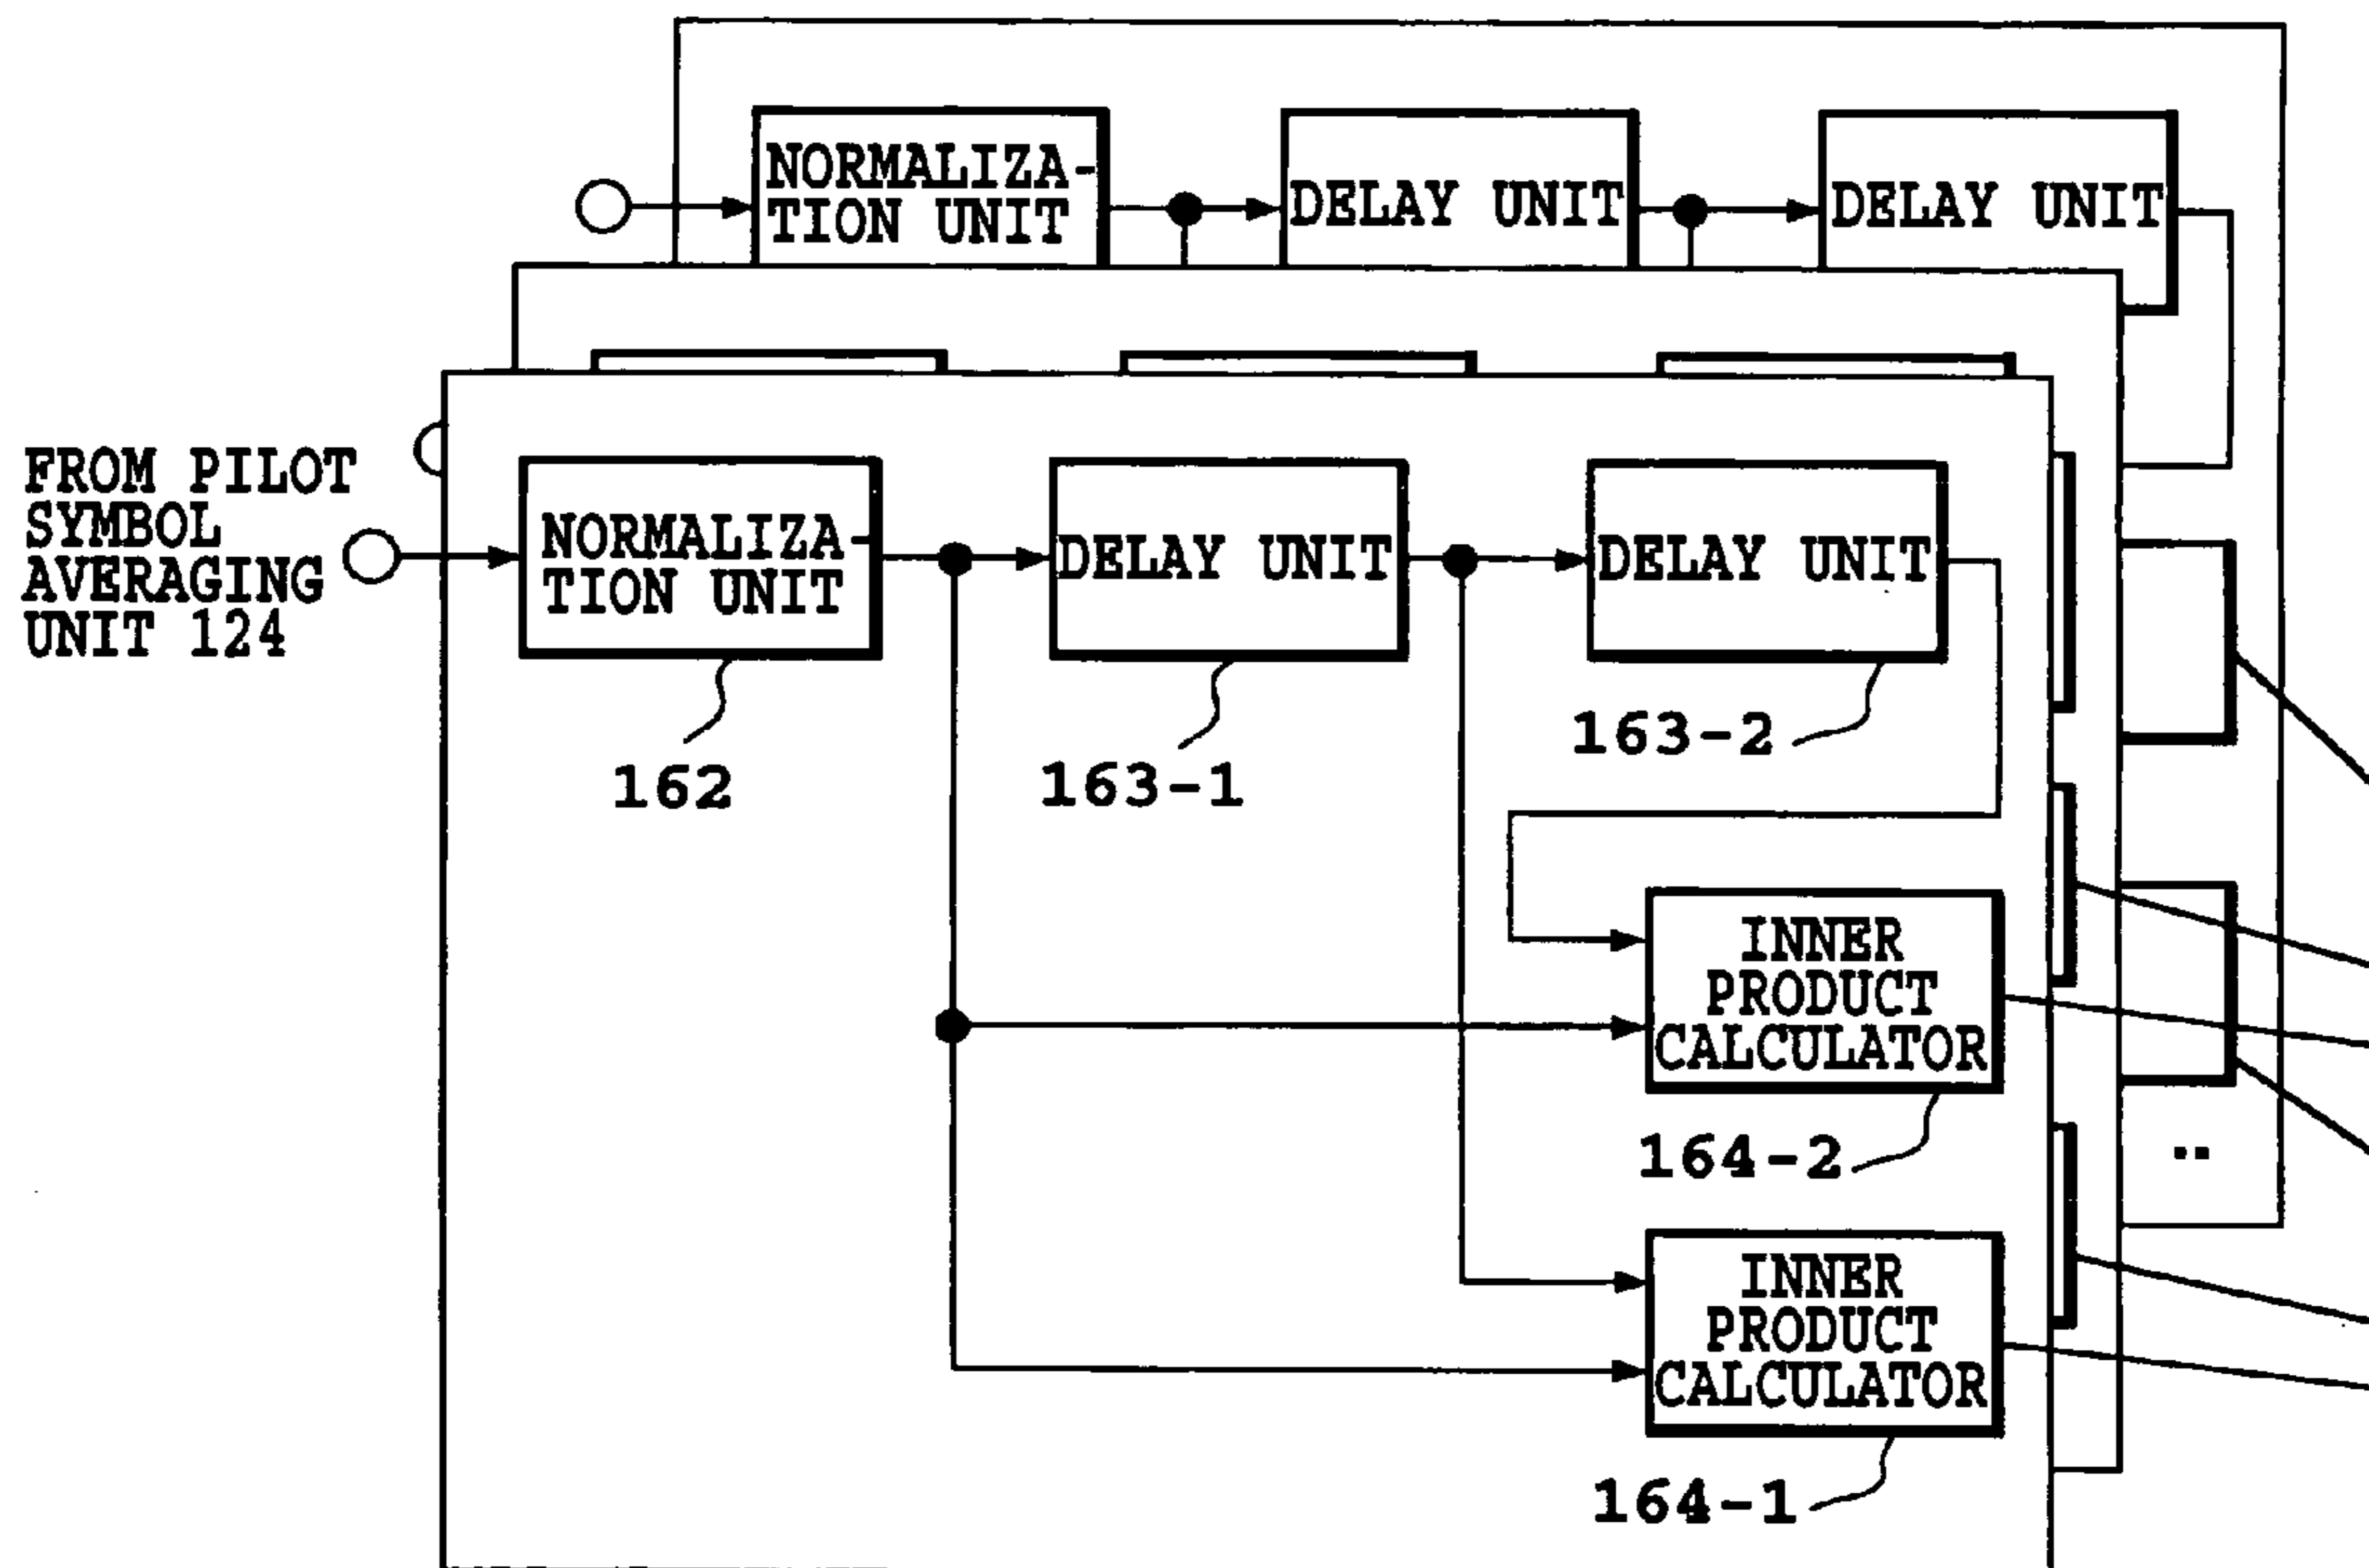 NORMALIZA-
TION UNIT
DELAY UNIT
DELAY UNIT
FROM PILOT
SYMBOL
AVERAGING
UNIT 124
NORMALIZA-
TION UNIT
DELAY UNIT
DELAY UNIT
162
163-1
163-2
INNER
PRODUCT
CALCULATOR
164-2
INNER
PRODUCT
CALCULATOR
164-1